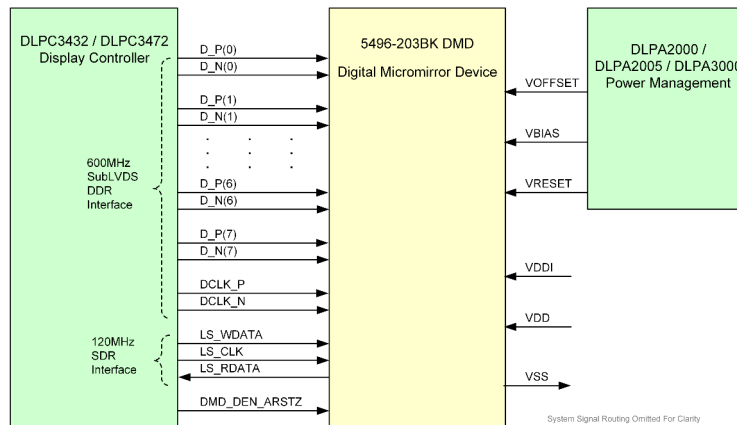 DLPC3432 / DLPC3472
Display Controller
D_P(0)
D_N(0)
D_P(1)
D_N(1)
D_P(6)
D_N(6)
D_P(7)
D_N(7)
DCLK_P
DCLK_N
LS_WDATA
LS_CLK
LS_RDATA
DMD_DEN_ARSTZ
600MHz
SubLVDS
DDR
Interface
120MHz
SDR
Interface
5496-203BK DMD
Digital Micromirror Device
VOFFSET
VBIAS
VRESET
VDDI
VDD
VSS
DLPA2000 /
DLPA2005 / DLPA3000
Power Management
System Signal Routing Omitted For Clarity